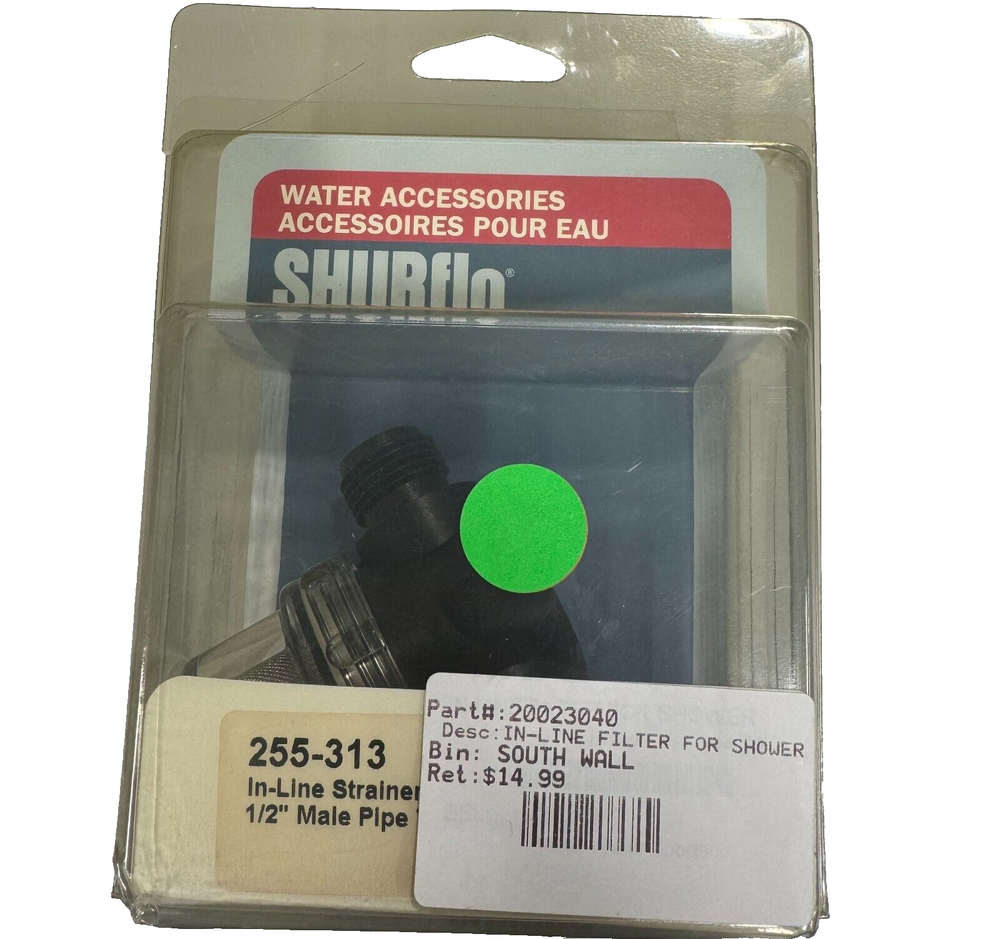 WATER ACCESSORIES
ACCESSOIRES POUR EAU
SHURflo®
255-313
In-Line Strainer
1/2" Male Pipe
Part#:20023040
Desc:IN-LINE FILTER FOR SHOWER
Bin: SOUTH WALL
Ret:$14.99